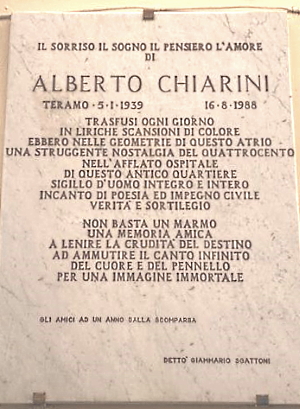 IL SORRISO IL SOGNO IL PENSIERO L'AMORE
DI
ALBERTO CHIARINI
TERAMO · 5·1·1939 16·8·1988
TRASFUSI OGNI GIORNO
IN LIRICHE SCANSIONI DI COLORE
EBBERO NELLE GEOMETRIE DI QUESTO ATRIO
UNA STRUGGENTE NOSTALGIA DEL QUATTROCENTO
NELL'AFFLATO OSPITALE
DI QUESTO ANTICO QUARTIERE
SIGILLO D'UOMO INTEGRO E INTERO
INCANTO DI POESIA ED IMPEGNO CIVILE
VERITÀ E SORTILEGIO
NON BASTA UN MARMO
UNA MEMORIA AMICA
A LENIRE LA CRUDITÀ DEL DESTINO
AD AMMUTIRE IL CANTO INFINITO
DEL CUORE E DEL PENNELLO
PER UNA IMMAGINE IMMORTALE
GLI AMICI AD UN ANNO DALLA SCOMPARSA
DETTÒ GIAMMARIO SGATTONI